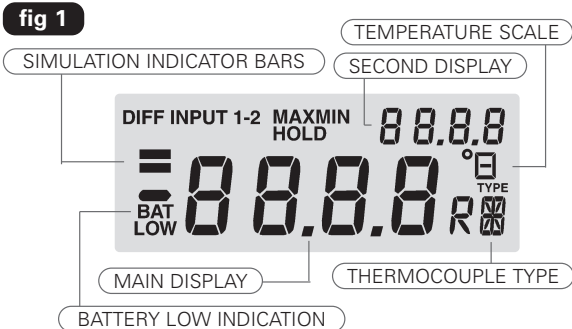 fig 1
TEMPERATURE SCALE
SIMULATION INDICATOR BARS
SECOND DISPLAY
DIFF INPUT 1-2 MAXMIN 88.8.8
HOLD
°8
TYPE
BAT 88.8.8 R
LOW
MAIN DISPLAY
THERMOCOUPLE TYPE
BATTERY LOW INDICATION